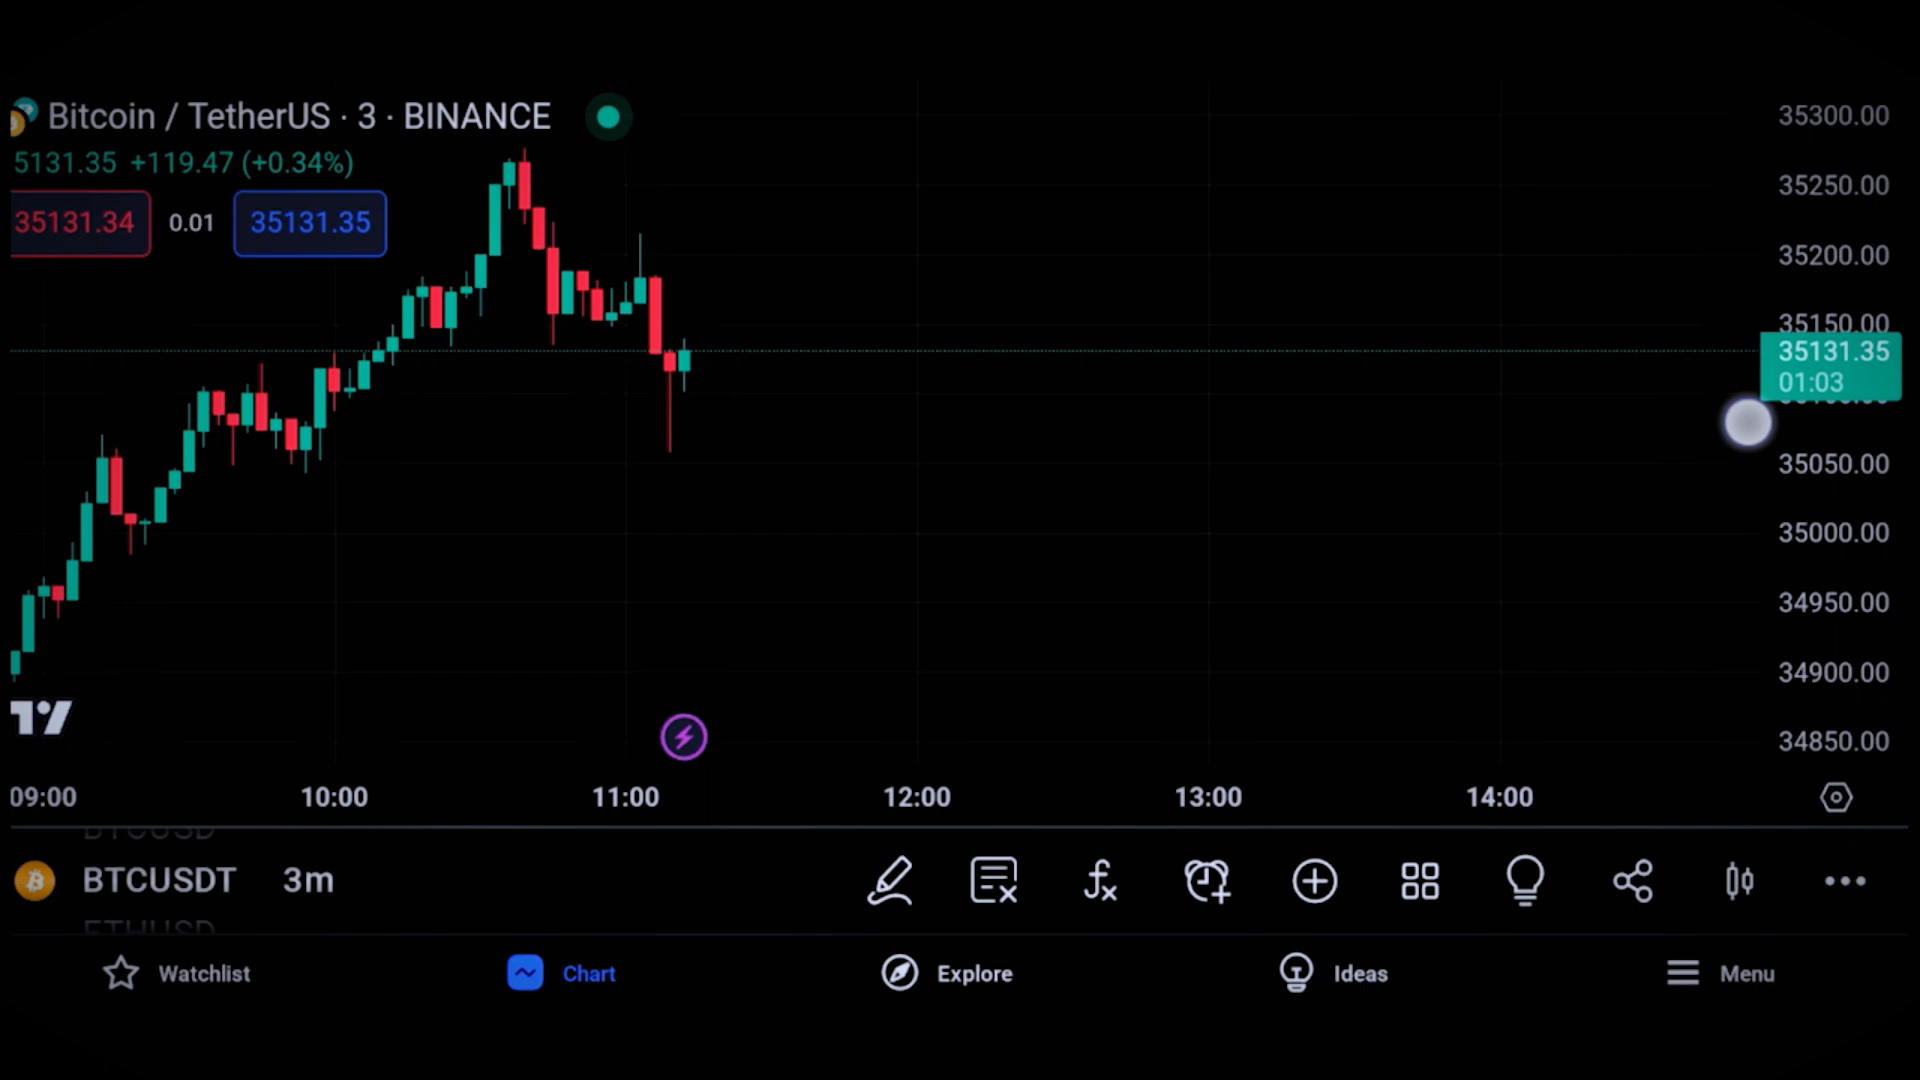 Bitcoin / TetherUS · 3 · BINANCE
5131.35 +119.47 (+0.34%)
35131.34 0.01 35131.35
35300.00
35250.00
35200.00
35150.00
35131.35
01:03
35050.00
35000.00
34950.00
34900.00
34850.00
09:00 10:00 11:00 12:00 13:00 14:00
BTCUSD
BTCUSDT 3m
ETHUSD
Watchlist Chart Explore Ideas Menu